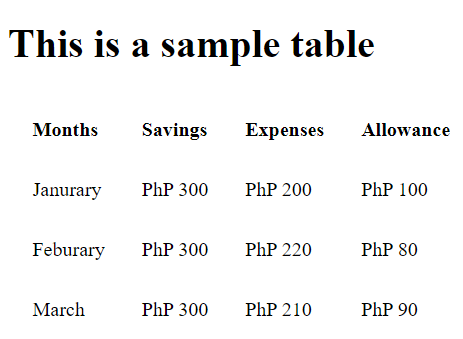 This is a sample table
Months Savings Expenses Allowance
Janurary PhP 300 PhP 200 PhP 100
Feburary PhP 300 PhP 220 PhP 80
March PhP 300 PhP 210 PhP 90